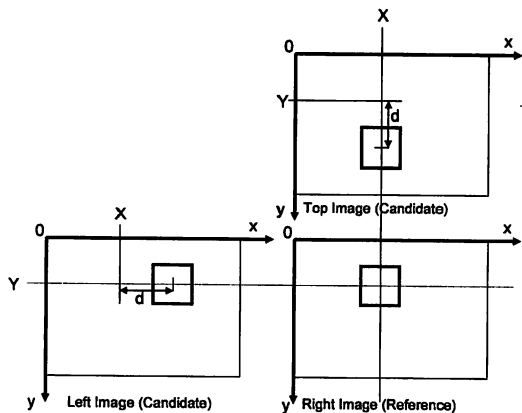 X
0
x
Y
d
y
Top Image (Candidate)
X
0
x
0
x
Y
d
y
Left Image (Candidate)
y
Right Image (Reference)